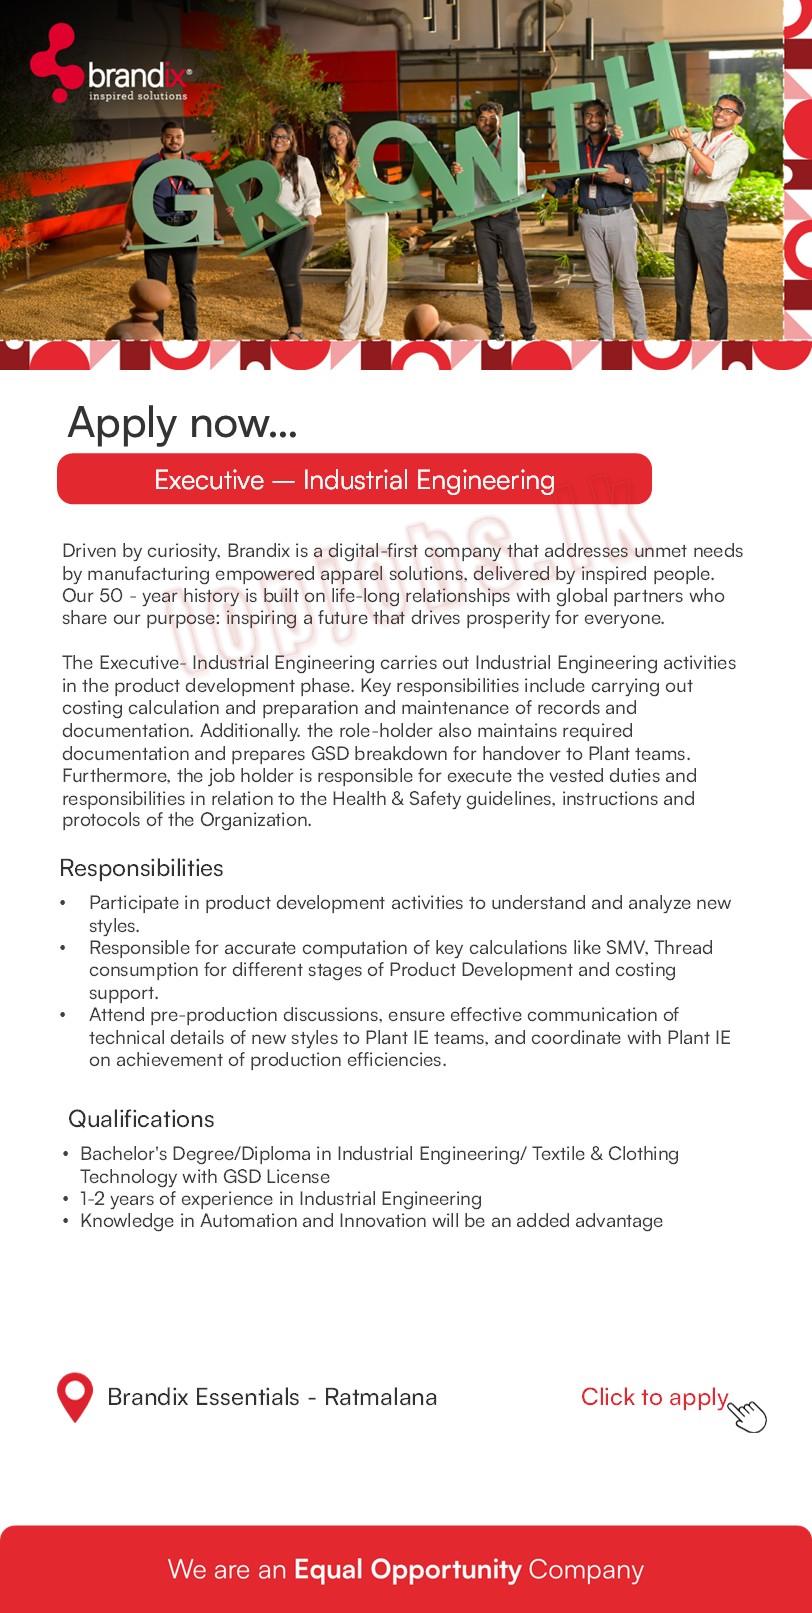 brandix®
inspired solutions
GROWTH
Apply now...
Executive — Industrial Engineering
topjobs.lk
Driven by curiosity, Brandix is a digital-first company that addresses unmet needs
by manufacturing empowered apparel solutions, delivered by inspired people.
Our 50 - year history is built on life-long relationships with global partners who
share our purpose: inspiring a future that drives prosperity for everyone.
The Executive- Industrial Engineering carries out Industrial Engineering activities
in the product development phase. Key responsibilities include carrying out
costing calculation and preparation and maintenance of records and
documentation. Additionally. the role-holder also maintains required
documentation and prepares GSD breakdown for handover to Plant teams.
Furthermore, the job holder is responsible for execute the vested duties and
responsibilities in relation to the Health & Safety guidelines, instructions and
protocols of the Organization.
Responsibilities
• Participate in product development activities to understand and analyze new
styles.
• Responsible for accurate computation of key calculations like SMV, Thread
consumption for different stages of Product Development and costing
support.
• Attend pre-production discussions, ensure effective communication of
technical details of new styles to Plant IE teams, and coordinate with Plant IE
on achievement of production efficiencies.
Qualifications
• Bachelor's Degree/Diploma in Industrial Engineering/ Textile & Clothing
Technology with GSD License
• 1-2 years of experience in Industrial Engineering
• Knowledge in Automation and Innovation will be an added advantage
Brandix Essentials - Ratmalana
Click to apply
We are an Equal Opportunity Company